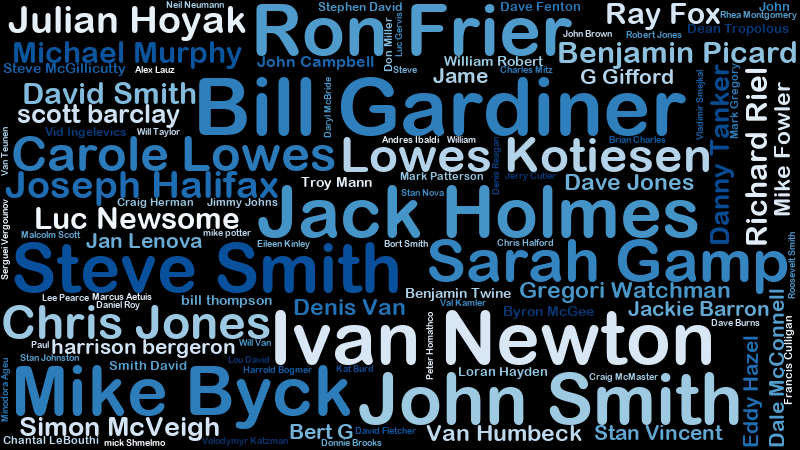 Neil Neumann
Stephen David
Dave Fenton
John
Julian Hoyak
Ron Frier
Ray Fox
Rhea Montgomery
Luc Gervis
Don Miller
John Brown
Robert Jones
Dean Tropolous
Michael Murphy
Benjamin Picard
Steve McGillicutty
Alex Lauz
John Campbell
Steve
William Robert
Jame
Charles Mitz
G Gifford
David Smith
Bill Gardiner
scott barclay
Daryl McBride
Vladimir Smejkal
Mark Gregory
Danny Tanker
Richard Riel
Mike Fowler
Van Teunen
Vid Ingelevics
Will Taylor
Andres Ibaldi
William
Brian Charles
Carole Lowes
Lowes Kotiesen
Denis Reagan
Joseph Halifax
Troy Mann
Mark Patterson
Jerry Cutler
Dave Jones
Craig Herman
Jimmy Johns
Stan Nova
Jack Holmes
Serguei Vergounov
Luc Newsome
Malcolm Scott
mike potter
Jan Lenova
Eileen Kinley
Bort Smith
Chris Halford
Roosevelt Smith
Steve Smith
Sarah Gamp
Lee Pearce
Marcus Aetuis
Daniel Roy
bill thompson
Denis Van
Benjamin Twine
Gregori Watchman
Val Kamler
Byron McGee
Jackie Barron
Chris Jones
Ivan Newton
Dave Burns
Peter Homathco
Paul
harrison bergeron
Will Van
Stan Johnston
Smith David
Lou David
Harrold Bogmer
Kat Burd
Loran Hayden
Craig McMaster
Minodora Ageu
Mike Byck
John Smith
Eddy Hazel
Dale McConnell
Francis Culligan
Simon McVeigh
Bert G
David Fletcher
Van Humbeck
Stan Vincent
Chantal LeBouthi
mick Shmelmo
Volodymyr Katzman
Donnie Brooks